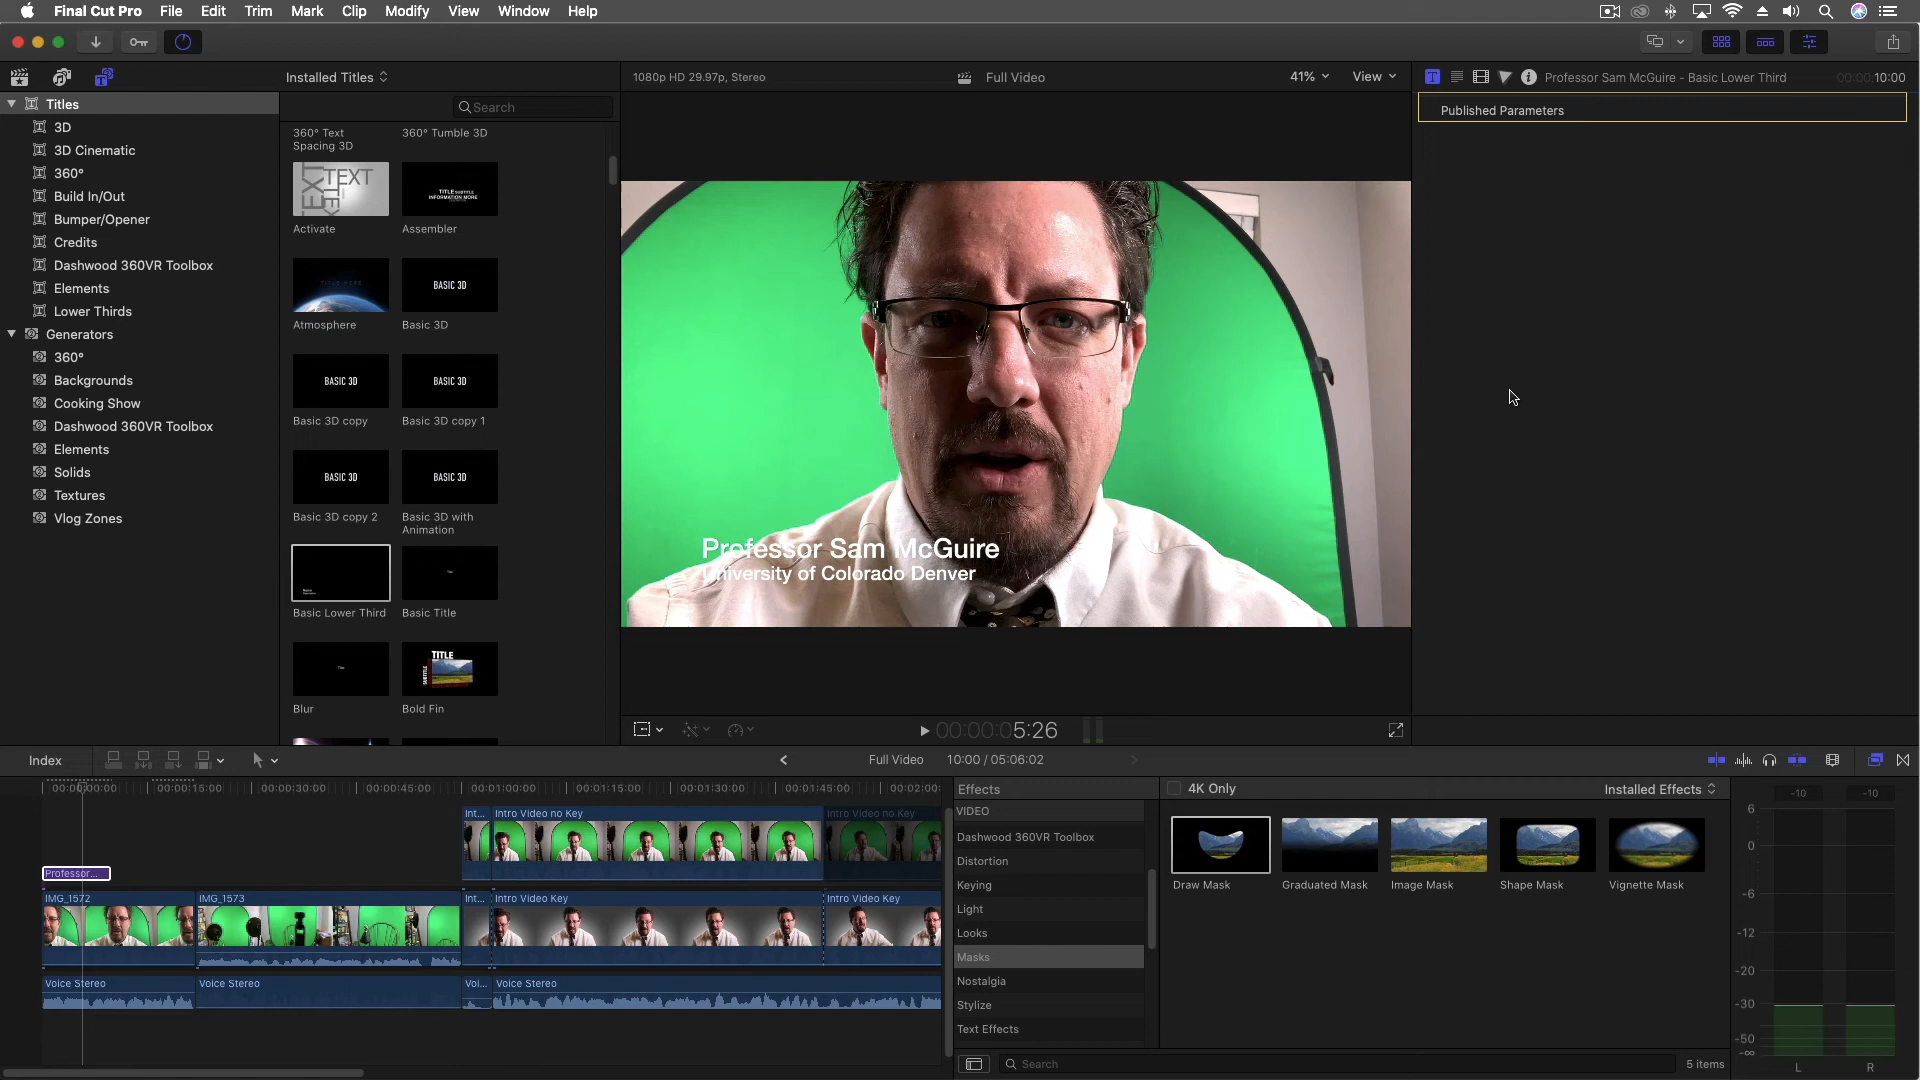 Final Cut Pro File Edit Trim Mark Clip Modify View Window Help
Installed Titles
1080p HD 29.97p, Stereo
Full Video
41%
View
Professor Sam McGuire - Basic Lower Third
00:00:10:00
Titles
Search
Published Parameters
3D
3D Cinematic
360°
Build In/Out
Bumper/Opener
Credits
Dashwood 360VR Toolbox
Elements
Lower Thirds
Generators
360°
Backgrounds
Cooking Show
Dashwood 360VR Toolbox
Elements
Solids
Textures
Vlog Zones
360° Text
Spacing 3D
360° Tumble 3D
TEXT
TITLE SUBTITLE
INFORMATION MORE
Activate
Assembler
TITLE HERE
BASIC 3D
Atmosphere
Basic 3D
BASIC 3D
BASIC 3D
Basic 3D copy
Basic 3D copy 1
BASIC 3D
BASIC 3D
Basic 3D copy 2
Basic 3D with
Animation
Name
Title
Basic Lower Third
Basic Title
Title
TITLE
SUBTITLE
Blur
Bold Fin
Professor Sam McGuire
University of Colorado Denver
00:00:05:26
Index
Full Video
10:00 / 05:06:02
00:00:00:00
00:00:15:00
00:00:30:00
00:00:45:00
00:01:00:00
00:01:15:00
00:01:30:00
00:01:45:00
00:02:00:
Int...
Intro Video no Key
Intro Video no Key
Professor...
IMG_1572
IMG_1573
Int...
Intro Video Key
Intro Video Key
Voice Stereo
Voice Stereo
Voi...
Voice Stereo
Effects
4K Only
Installed Effects
VIDEO
Dashwood 360VR Toolbox
Distortion
Keying
Light
Looks
Masks
Nostalgia
Stylize
Text Effects
Draw Mask
Graduated Mask
Image Mask
Shape Mask
Vignette Mask
Search
5 items
-10
-10
6
0
-6
-12
-20
-30
-50
-∞
L
R